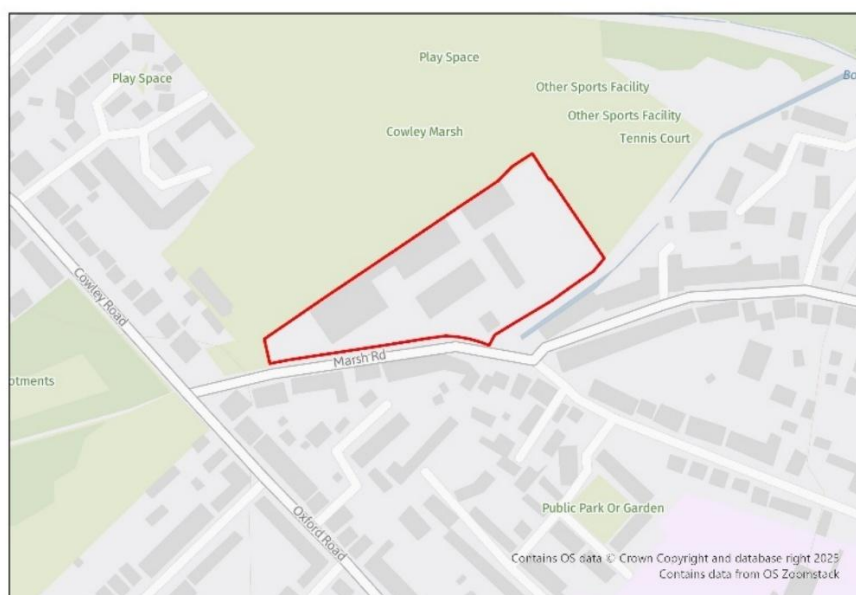 Play Space
Play Space
Other Sports Facility
Other Sports Facility
Cowley Marsh
Tennis Court
Cowley Road
Marsh Rd
otments
Oxford Road
Public Park Or Garden
Contains OS data © Crown Copyright and database right 2025
Contains data from OS Zoomstack